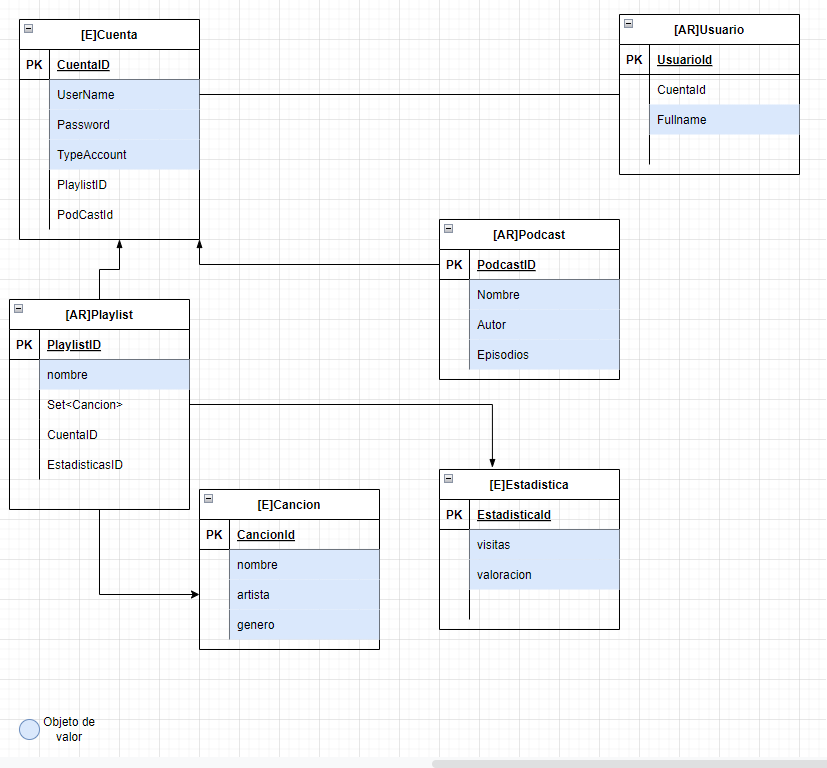 [E]Cuenta
PK CuentaID
UserName
Password
TypeAccount
PlaylistID
PodCastId
[AR]Usuario
PK UsuarioId
CuentaId
Fullname
[AR]Podcast
PK PodcastID
Nombre
Autor
Episodios
[AR]Playlist
PK PlaylistID
nombre
Set<Cancion>
CuentaID
EstadisticasID
[E]Cancion
PK CancionId
nombre
artista
genero
[E]Estadistica
PK EstadisticaId
visitas
valoracion
Objeto de
valor